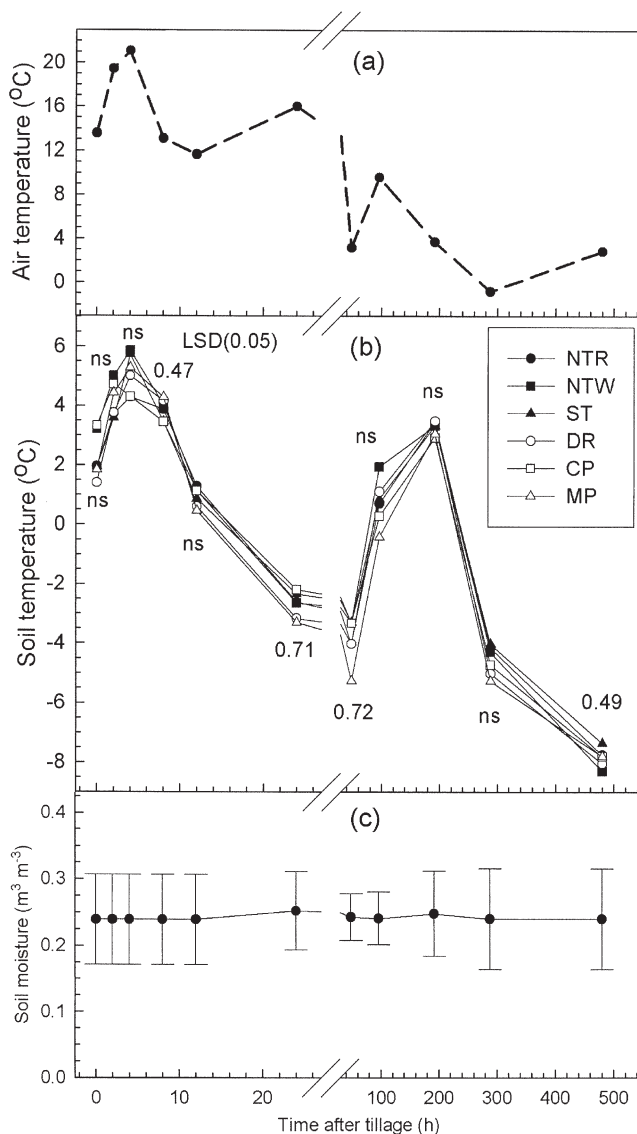 (a)
Air temperature (°C)
20
16
12
8
4
0
(b)
LSD(0.05)
Soil temperature (°C)
6
4
2
0
-2
-4
-6
-8
ns
ns
ns
0.47
ns
0.71
0.72
ns
ns
ns
0.49
NTR
NTW
ST
DR
CP
MP
(c)
Soil moisture (m³ m⁻³)
0.4
0.3
0.2
0.1
0.0
0 10 20 100 200 300 400 500
Time after tillage (h)